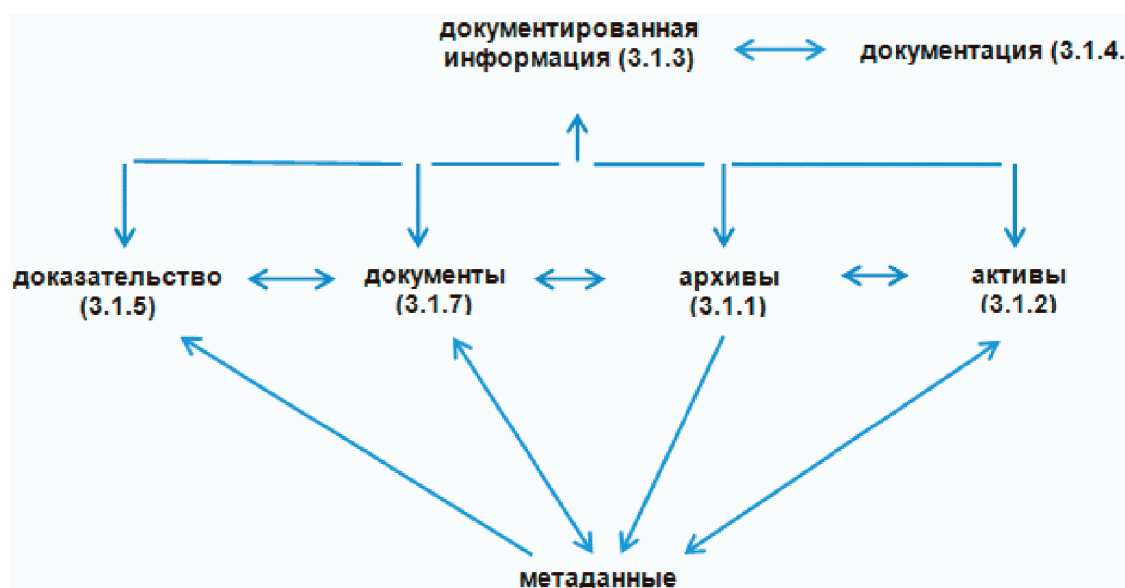 документированная
информация (3.1.3)
документация (3.1.4.
доказательство
(3.1.5)
документы
(3.1.7)
архивы
(3.1.1)
активы
(3.1.2)
метаданные